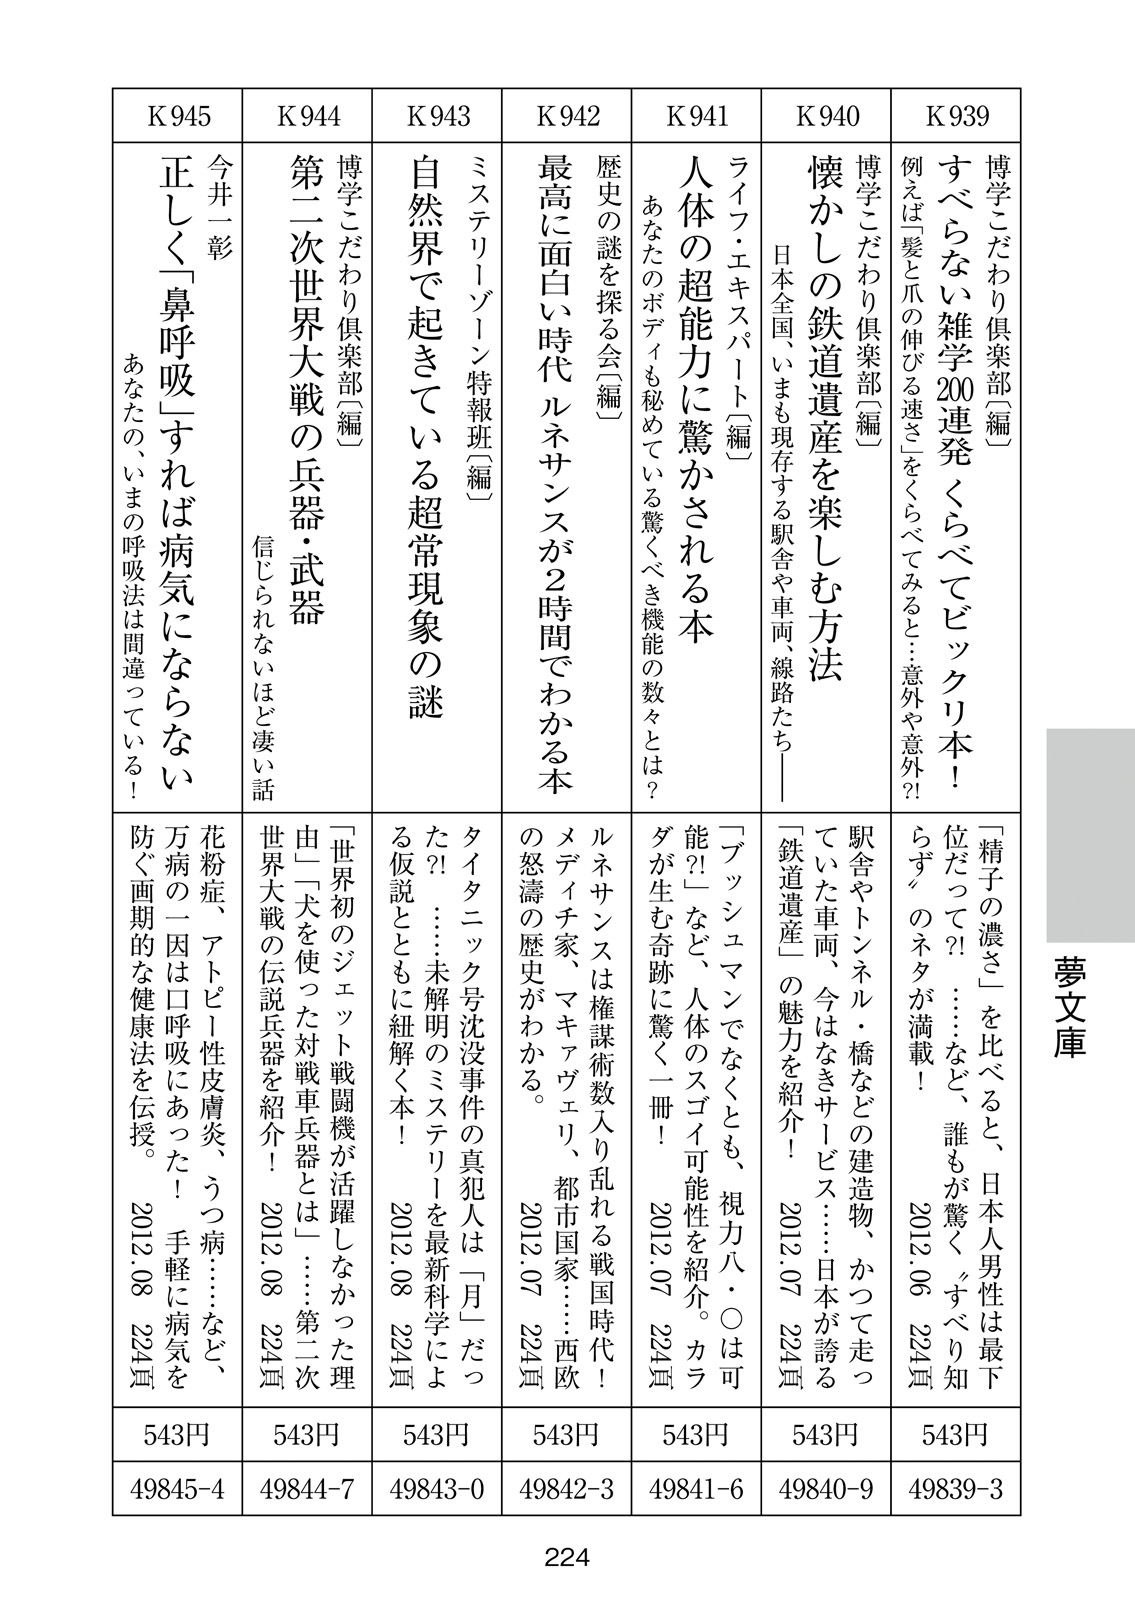 K939
博学こだわり倶楽部〔編〕
すべらない雑学200連発 くらべてビックリ本！
例えば「髪と爪の伸びる速さ」をくらべてみると…意外や意外?!
「精子の濃さ」を比べると、日本人男性は最下
位だって?!　……など、誰もが驚く〝すべり知
らず〟のネタが満載！
2012.06　224頁
543円
49839-3
K940
博学こだわり倶楽部〔編〕
懐かしの鉄道遺産を楽しむ方法
日本全国、いまも現存する駅舎や車両、線路たち――
駅舎やトンネル・橋などの建造物、かつて走っ
ていた車両、今はなきサービス……日本が誇る
「鉄道遺産」の魅力を紹介！
2012.07　224頁
543円
49840-9
K941
ライフ・エキスパート〔編〕
人体の超能力に驚かされる本
あなたのボディも秘めている驚くべき機能の数々とは？
「ブッシュマンでなくとも、視力八・〇は可
能?!」など、人体のスゴイ可能性を紹介。カラ
ダが生む奇跡に驚く一冊！
2012.07　224頁
543円
49841-6
K942
歴史の謎を探る会〔編〕
最高に面白い時代 ルネサンスが2時間でわかる本
ルネサンスは権謀術数入り乱れる戦国時代！
メディチ家、マキァヴェリ、都市国家……西欧
の怒濤の歴史がわかる。
2012.07　224頁
543円
49842-3
K943
ミステリーゾーン特報班〔編〕
自然界で起きている超常現象の謎
タイタニック号沈没事件の真犯人は「月」だっ
た?!　……未解明のミステリーを最新科学によ
る仮説とともに紐解く本！
2012.08　224頁
543円
49843-0
K944
博学こだわり倶楽部〔編〕
第二次世界大戦の兵器・武器
信じられないほど凄い話
「世界初のジェット戦闘機が活躍しなかった理
由」「犬を使った対戦車兵器とは」……第二次
世界大戦の伝説兵器を紹介！
2012.08　224頁
543円
49844-7
K945
今井一彰
正しく「鼻呼吸」すれば病気にならない
あなたの、いまの呼吸法は間違っている！
花粉症、アトピー性皮膚炎、うつ病……など、
万病の一因は口呼吸にあった！　手軽に病気を
防ぐ画期的な健康法を伝授。
2012.08　224頁
543円
49845-4
夢文庫
224